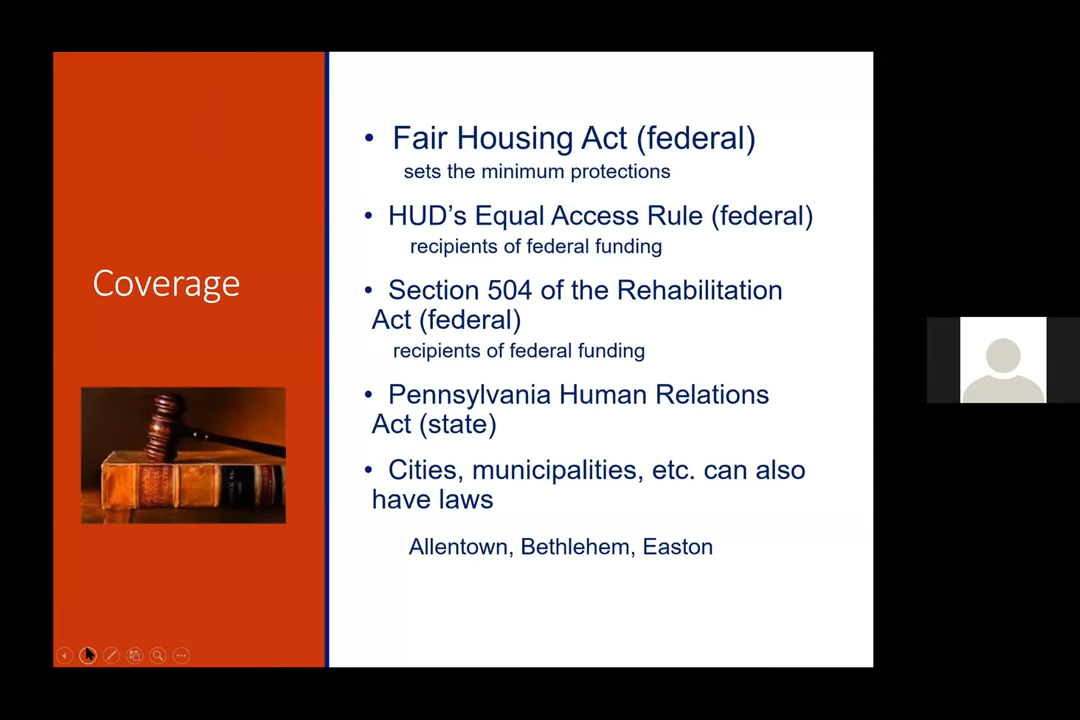 Coverage
• Fair Housing Act (federal)
sets the minimum protections
• HUD’s Equal Access Rule (federal)
recipients of federal funding
• Section 504 of the Rehabilitation
Act (federal)
recipients of federal funding
• Pennsylvania Human Relations
Act (state)
• Cities, municipalities, etc. can also
have laws
Allentown, Bethlehem, Easton